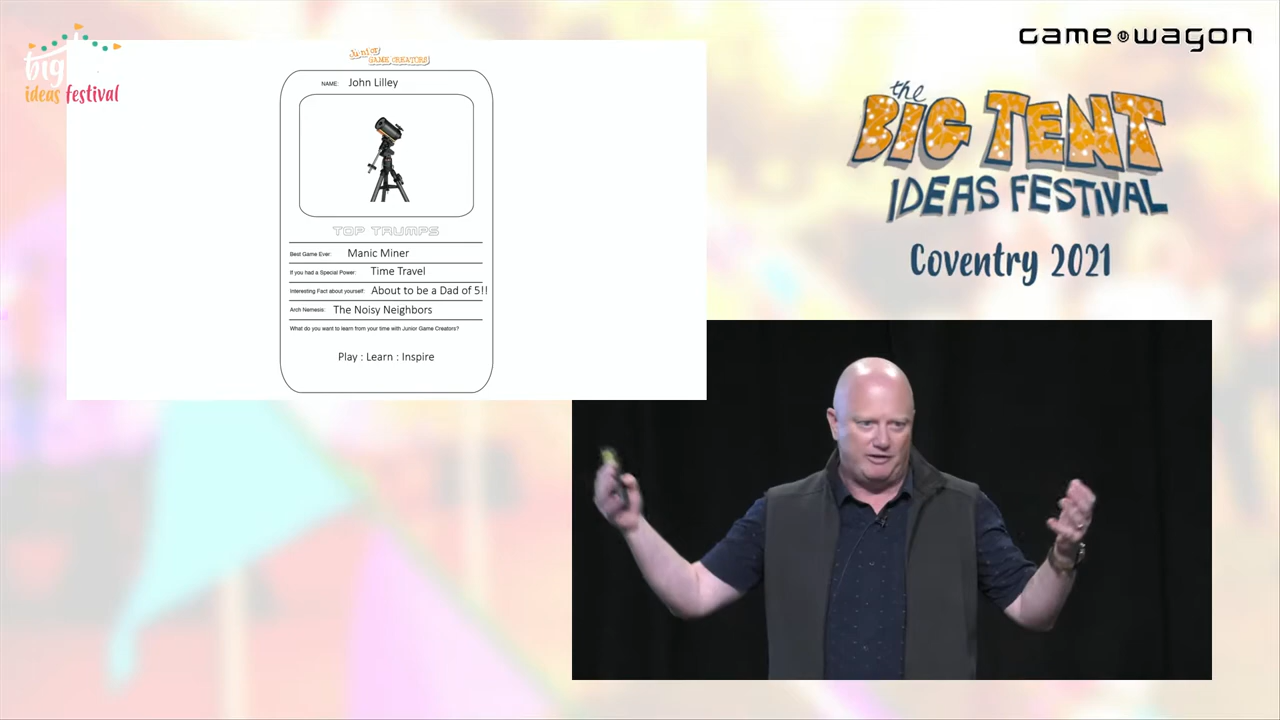 big
ideas festival
Junior
GAME CREATORS
NAME: John Lilley
TOP TRUMPS
Best Game Ever: Manic Miner
If you had a Special Power: Time Travel
Interesting Fact about yourself: About to be a Dad of 5!!
Arch Nemesis: The Noisy Neighbors
What do you want to learn from your time with Junior Game Creators?
Play : Learn : Inspire
game wagon
the
BIG TENT
IDEAS FESTIVAL
Coventry 2021